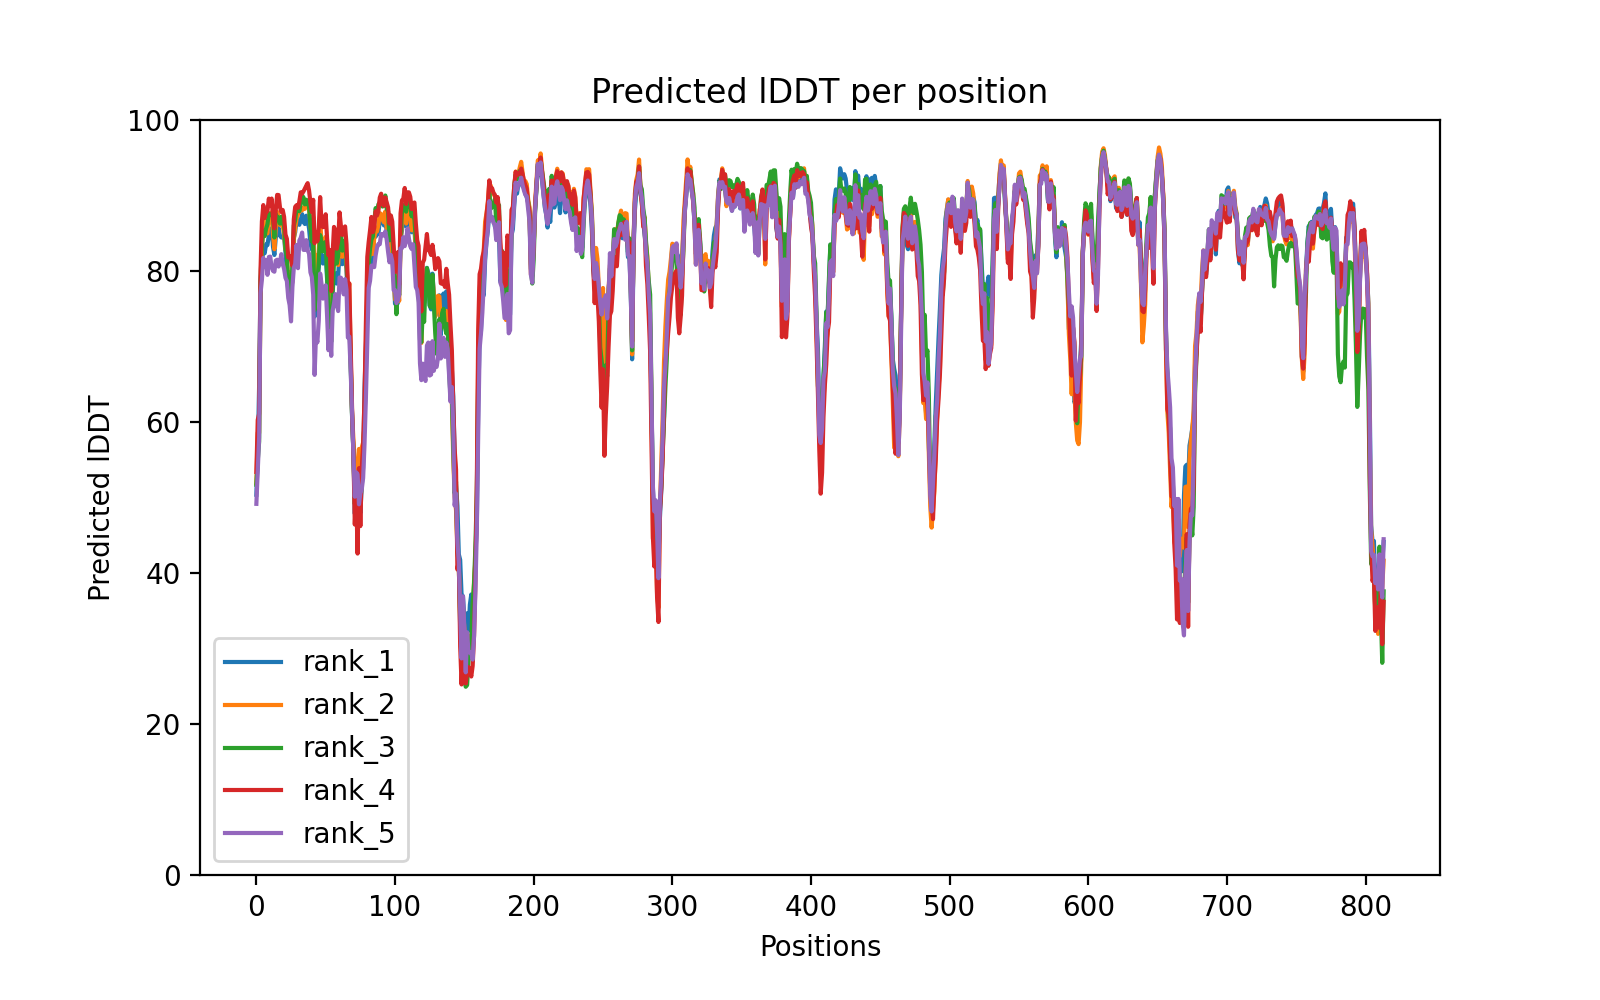 Predicted lDDT per position
100
80
60
40
20
0
Predicted lDDT
rank_1
rank_2
rank_3
rank_4
rank_5
0 100 200 300 400 500 600 700 800
Positions